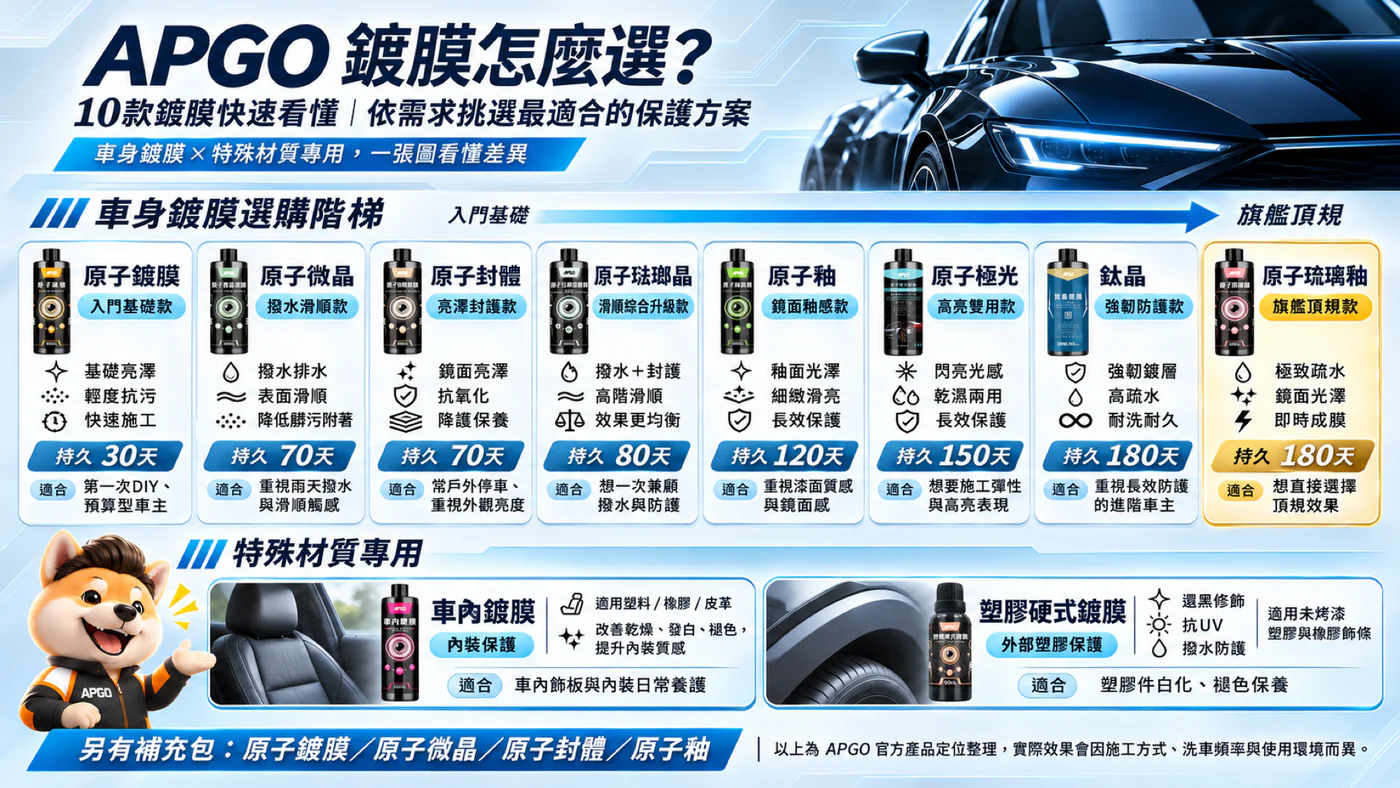 APGO 鍍膜怎麼選?
10款鍍膜快速看懂｜依需求挑選最適合的保護方案
車身鍍膜×特殊材質專用，一張圖看懂差異
車身鍍膜選購階梯
入門基礎
旗艦頂規
原子鍍膜
入門基礎款
基礎亮澤
輕度抗污
快速施工
持久 30天
適合
第一次DIY、
預算型車主
原子微晶
撥水滑順款
撥水排水
表面滑順
降低髒污附著
持久 70天
適合
重視雨天撥水
與滑順觸感
原子封體
亮澤封護款
鏡面亮澤
抗氧化
降護保養
持久 70天
適合
常戶外停車、
重視外觀亮度
原子琺瑯晶
滑順綜合升級款
撥水＋封護
高階滑順
效果更均衡
持久 80天
適合
想一次兼顧
撥水與防護
原子釉
鏡面釉感款
釉面光澤
細緻滑亮
長效保護
持久 120天
適合
重視漆面質感
與鏡面感
原子極光
高亮雙用款
閃亮光感
乾濕兩用
長效保護
持久 150天
適合
想要施工彈性
與高亮表現
鈦晶
強韌防護款
強韌鍍層
高疏水
耐洗耐久
持久 180天
適合
重視長效防護
的進階車主
原子琉璃釉
旗艦頂規款
極致疏水
鏡面光澤
即時成膜
持久 180天
適合
想直接選擇
頂規效果
特殊材質專用
APGO
車內鍍膜
車內鍍膜
內裝保護
適用塑料/橡膠/皮革
改善乾燥、發白、褪色，
提升內裝質感
適合
車內飾板與內裝日常養護
塑膠硬式鍍膜
外部塑膠保護
還黑修飾
抗UV
撥水防護
適用未烤漆
塑膠與橡膠飾條
適合
塑膠件白化、褪色保養
APGO
另有補充包：原子鍍膜／原子微晶／原子封體／原子釉
以上為 APGO 官方產品定位整理，實際效果會因施工方式、洗車頻率與使用環境而異。